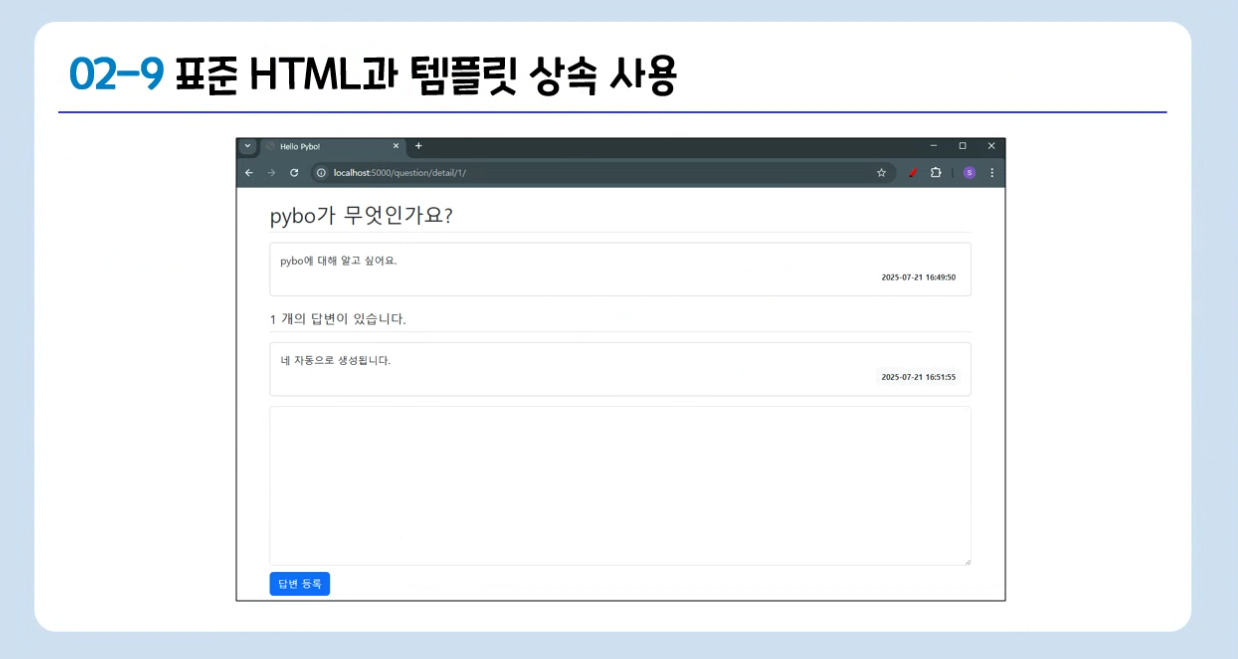 02-9 표준 HTML과 템플릿 상속 사용
Hello Pybo!
localhost:5000/question/detail/1/
S
pybo가 무엇인가요?
pybo에 대해 알고 싶어요.
2025-07-21 16:49:50
1 개의 답변이 있습니다.
네 자동으로 생성됩니다.
2025-07-21 16:51:55
답변 등록